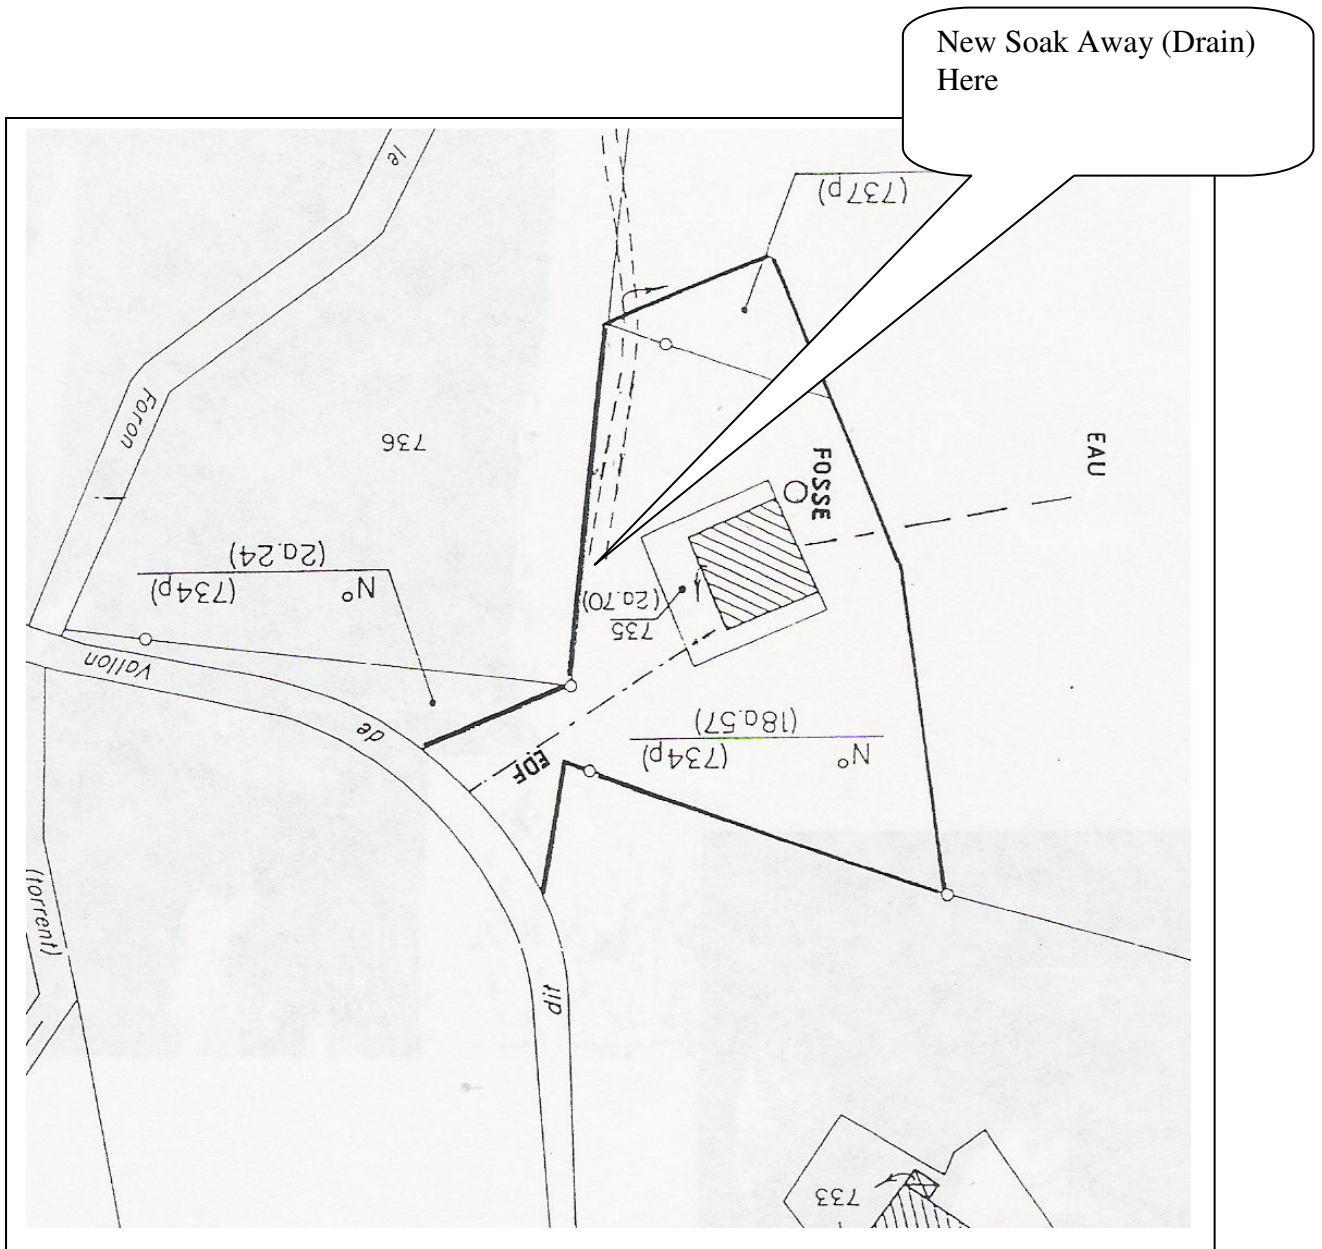 New Soak Away (Drain)
Here
le
(737p)
Foron
736
FOSSE
EAU
(2a.24)
N° (734p)
735
(2a.70)
Vallon
de
EDF
(18a.57)
N° (734p)
dit
(torrent)
733